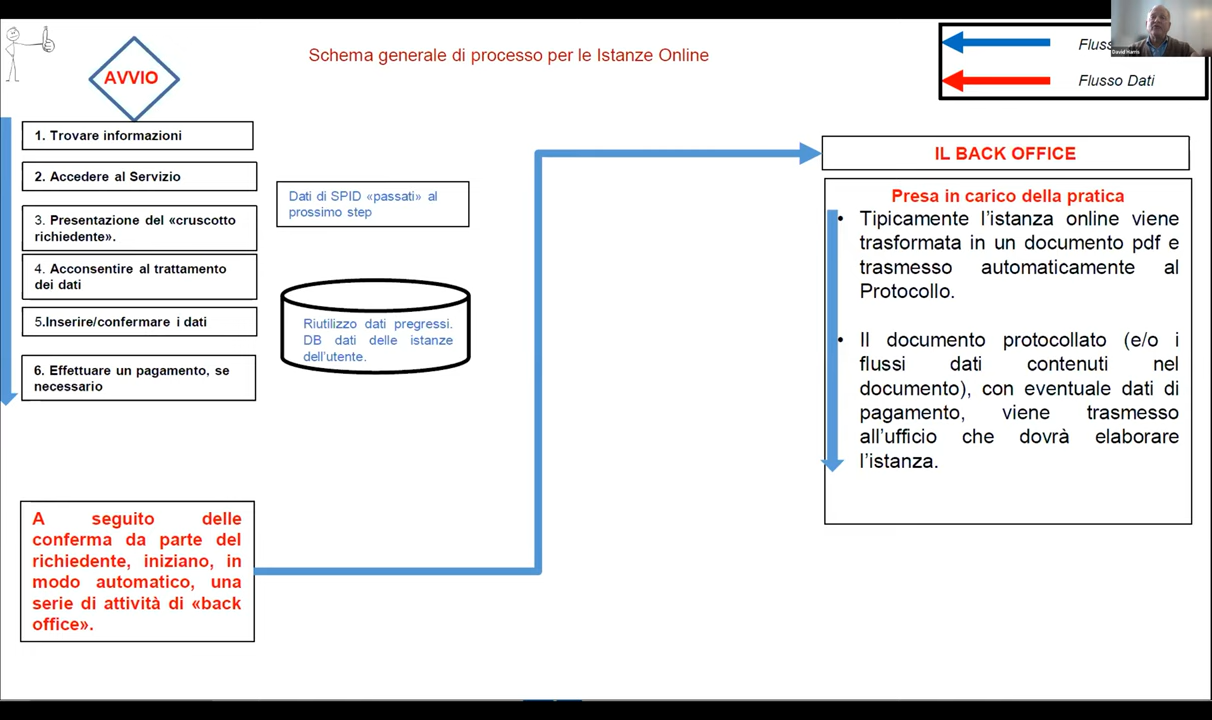 Schema generale di processo per le Istanze Online
AVVIO
1. Trovare informazioni
2. Accedere al Servizio
3. Presentazione del «cruscotto
richiedente».
4. Acconsentire al trattamento
dei dati
5.Inserire/confermare i dati
6. Effettuare un pagamento, se
necessario
Dati di SPID «passati» al
prossimo step
Riutilizzo dati pregressi.
DB dati delle istanze
dell'utente.
A seguito delle
conferma da parte del
richiedente, iniziano, in
modo automatico, una
serie di attività di «back
office».
Flusso Dati
David Harris
IL BACK OFFICE
Presa in carico della pratica
• Tipicamente l'istanza online viene
trasformata in un documento pdf e
trasmesso automaticamente al
Protocollo.
• Il documento protocollato (e/o i
flussi dati contenuti nel
documento), con eventuale dati di
pagamento, viene trasmesso
all'ufficio che dovrà elaborare
l'istanza.